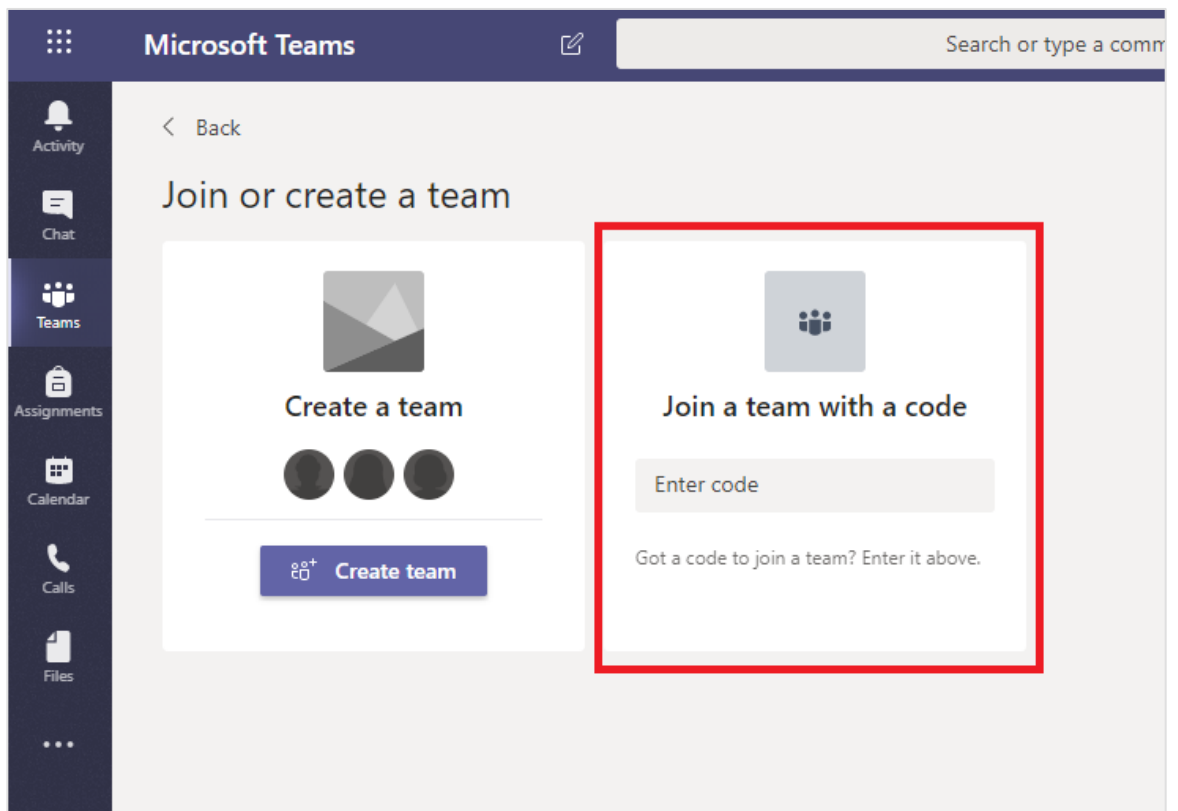 Microsoft Teams
Search or type a comm
Activity
Chat
Teams
Assignments
Calendar
Calls
Files
Back
Join or create a team
Create a team
Create team
Join a team with a code
Enter code
Got a code to join a team? Enter it above.